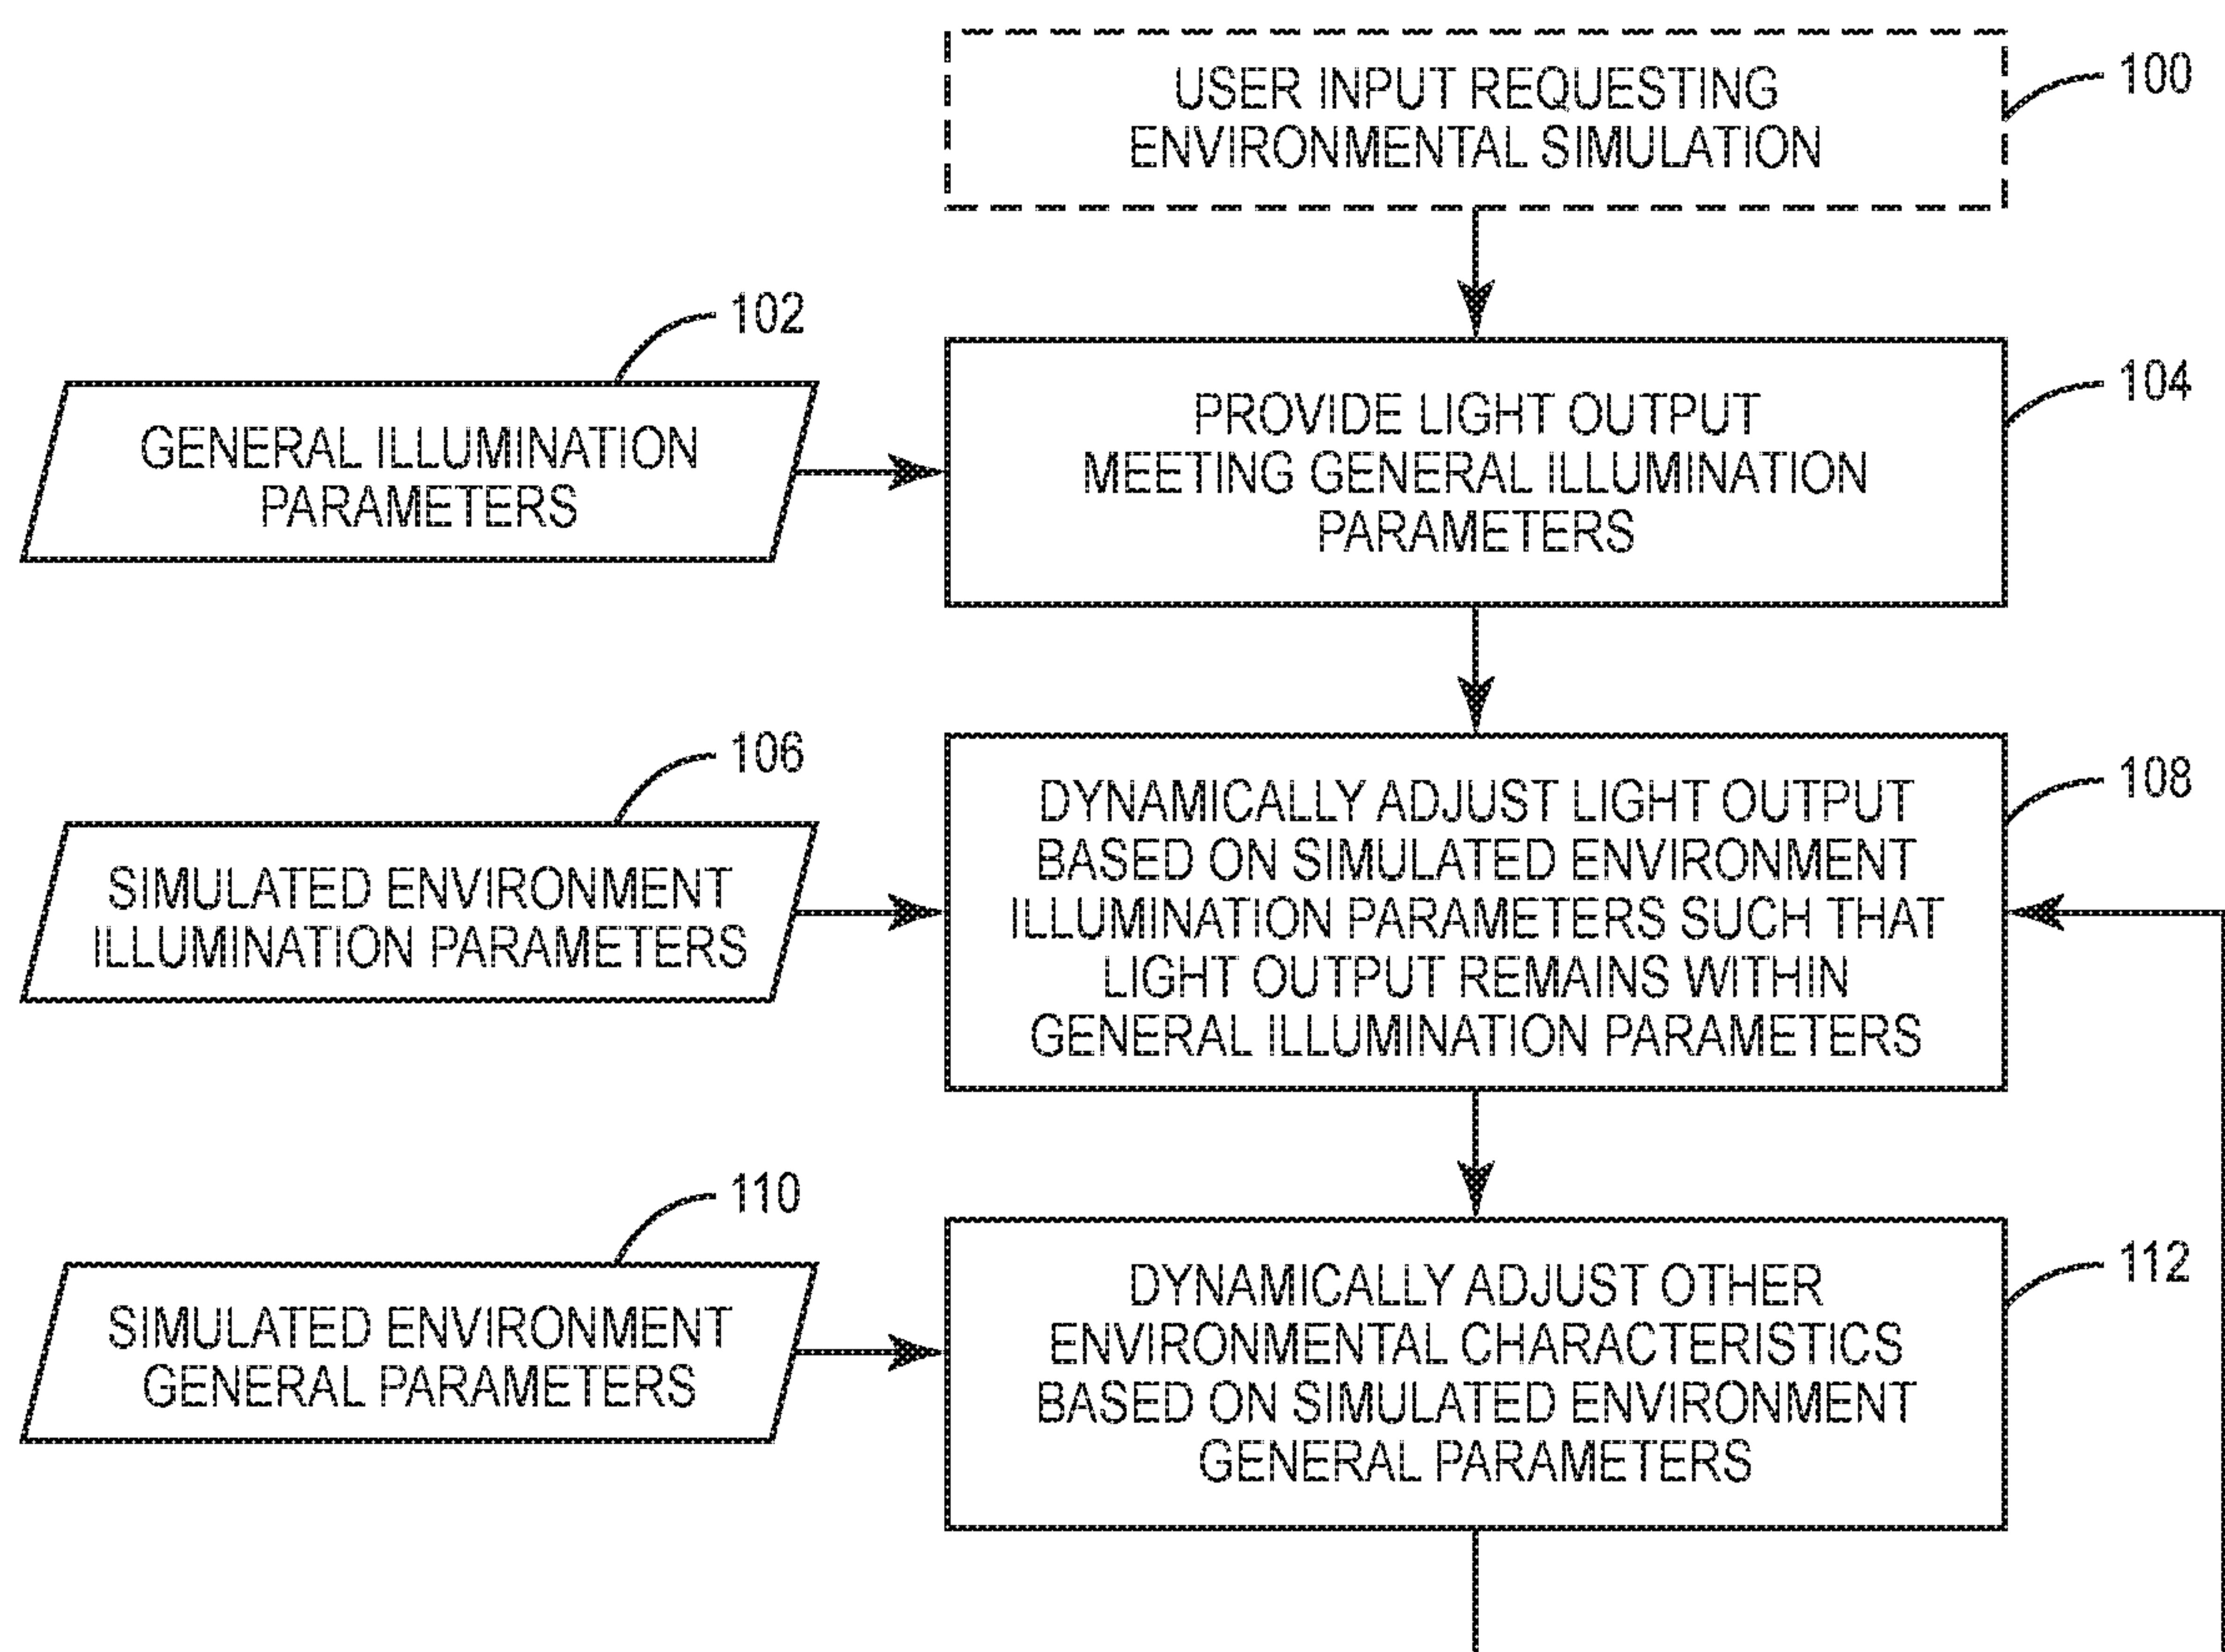 USER INPUT REQUESTING
ENVIRONMENTAL SIMULATION
100
102
GENERAL ILLUMINATION
PARAMETERS
PROVIDE LIGHT OUTPUT
MEETING GENERAL ILLUMINATION
PARAMETERS
104
106
SIMULATED ENVIRONMENT
ILLUMINATION PARAMETERS
DYNAMICALLY ADJUST LIGHT OUTPUT
BASED ON SIMULATED ENVIRONMENT
ILLUMINATION PARAMETERS SUCH THAT
LIGHT OUTPUT REMAINS WITHIN
GENERAL ILLUMINATION PARAMETERS
108
110
SIMULATED ENVIRONMENT
GENERAL PARAMETERS
DYNAMICALLY ADJUST OTHER
ENVIRONMENTAL CHARACTERISTICS
BASED ON SIMULATED ENVIRONMENT
GENERAL PARAMETERS
112